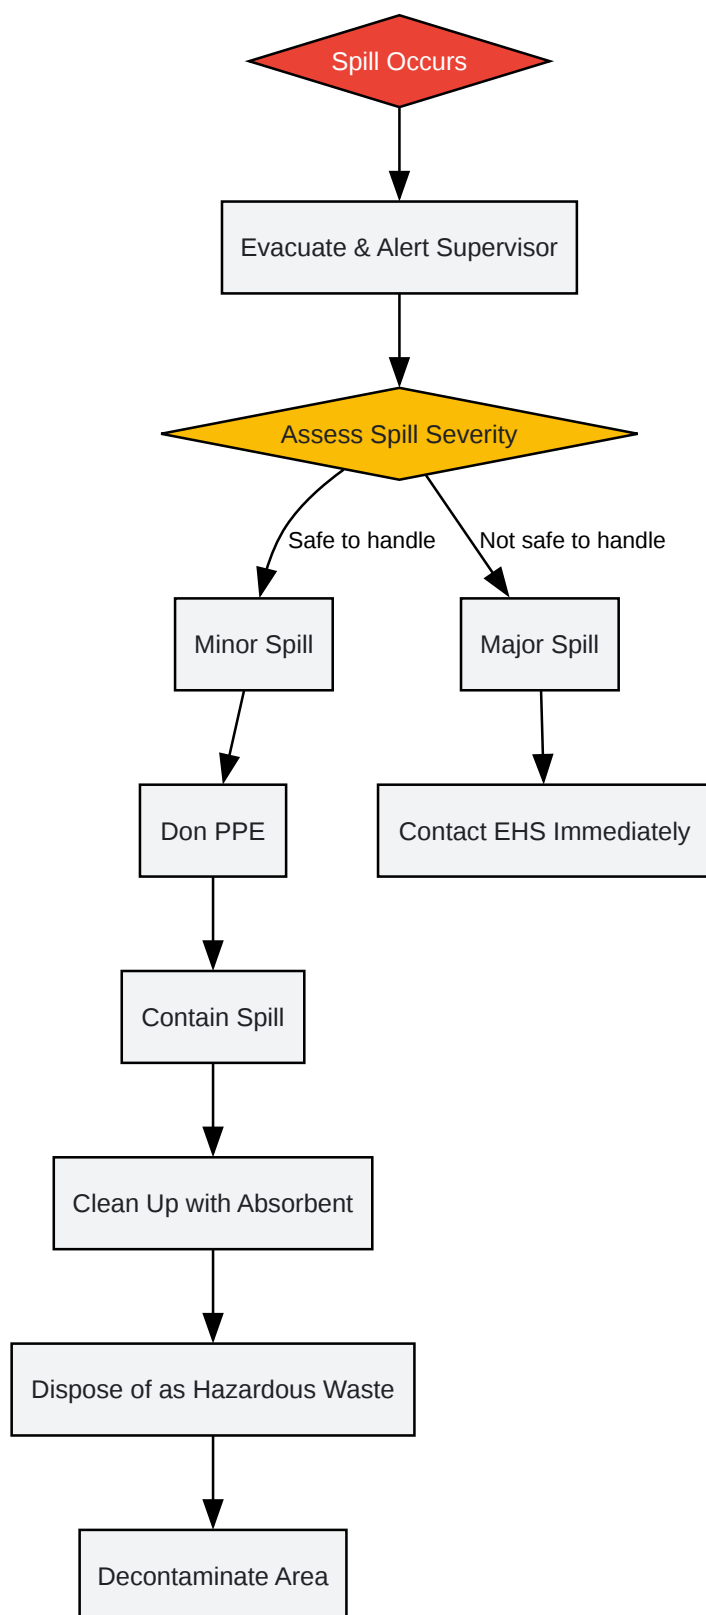 Spill Occurs
Evacuate & Alert Supervisor
Assess Spill Severity
Safe to handle
Not safe to handle
Minor Spill
Major Spill
Don PPE
Contact EHS Immediately
Contain Spill
Clean Up with Absorbent
Dispose of as Hazardous Waste
Decontaminate Area